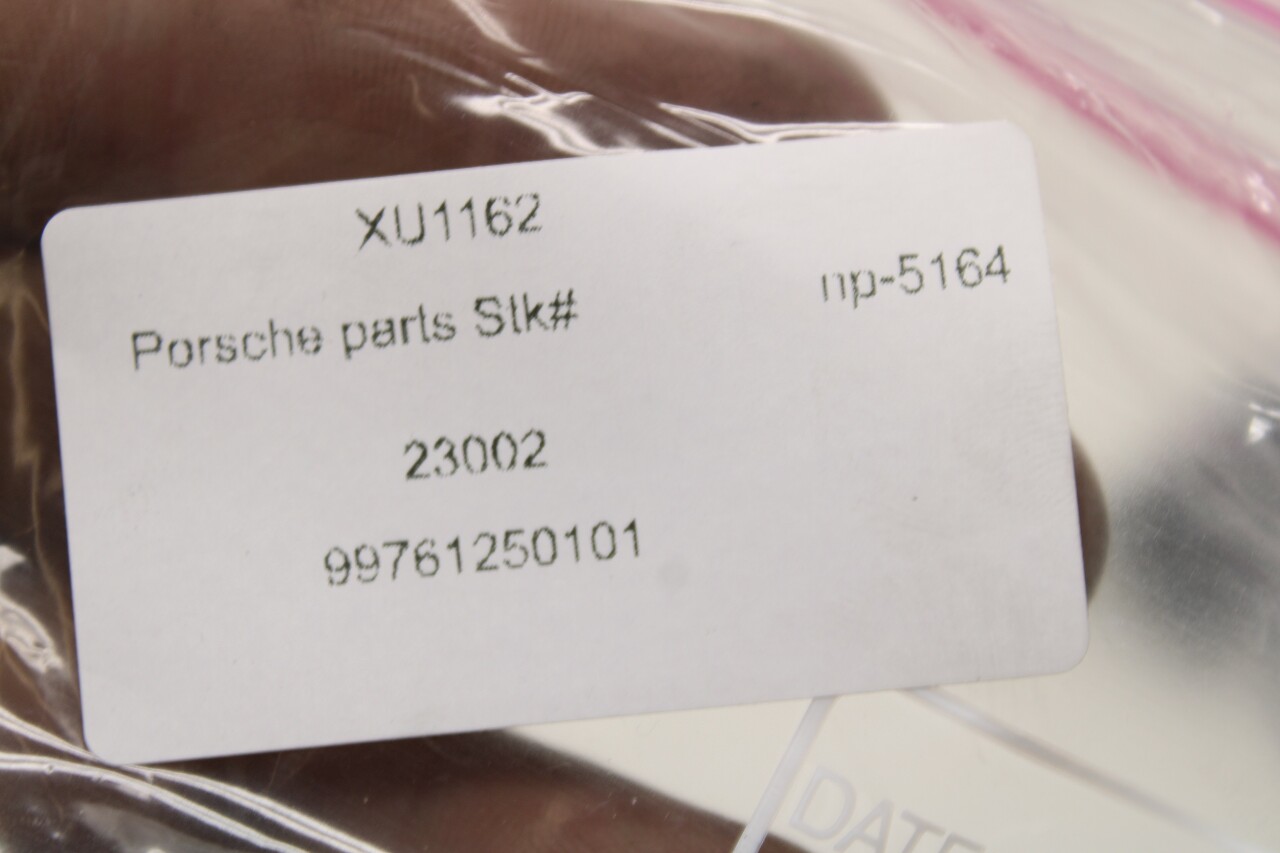 XU1162
np-5164
Porsche parts Stk#
23002
99761250101
DATE